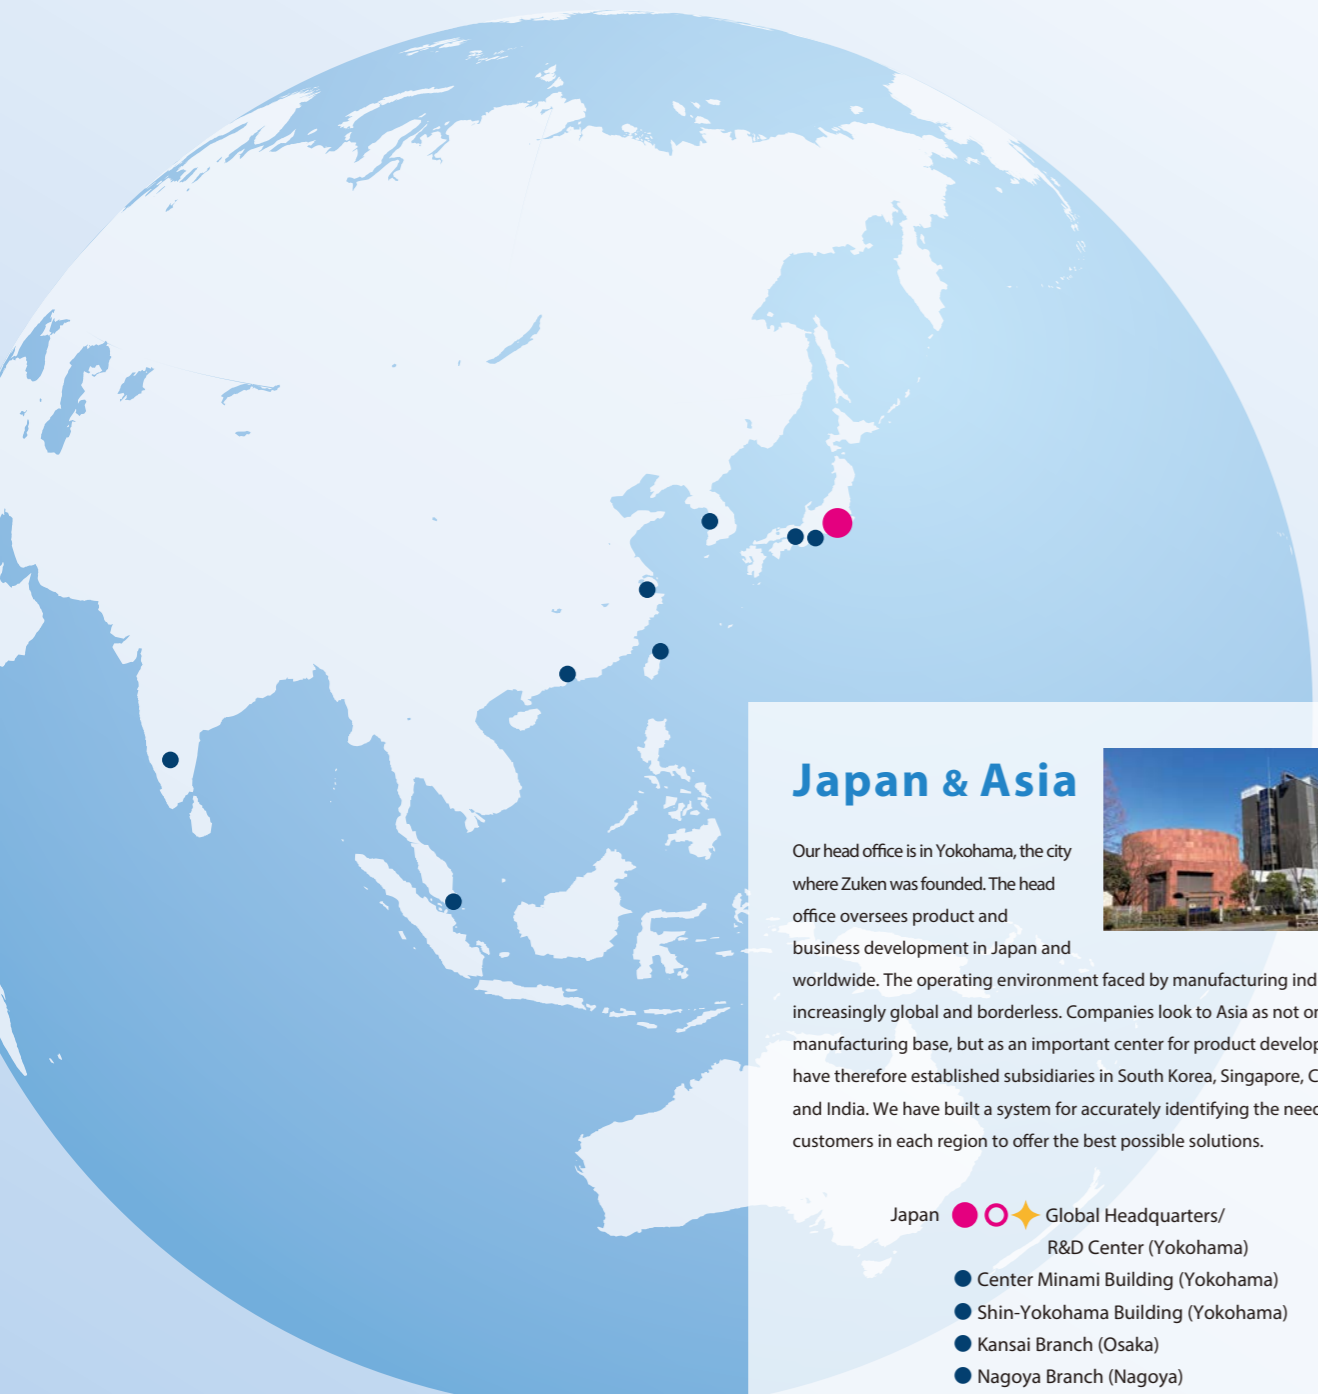 Japan & Asia
Our head office is in Yokohama, the city
where Zuken was founded. The head
office oversees product and
business development in Japan and
worldwide. The operating environment faced by manufacturing
increasingly global and borderless. Companies look to Asia as not
manufacturing base, but as an important center for product
have therefore established subsidiaries in South Korea, Singapore,
and India. We have built a system for accurately identifying the
customers in each region to offer the best possible solutions.
Japan Global Headquarters/
R&D Center (Yokohama)
Center Minami Building (Yokohama)
Shin-Yokohama Building (Yokohama)
Kansai Branch (Osaka)
Nagoya Branch (Nagoya)